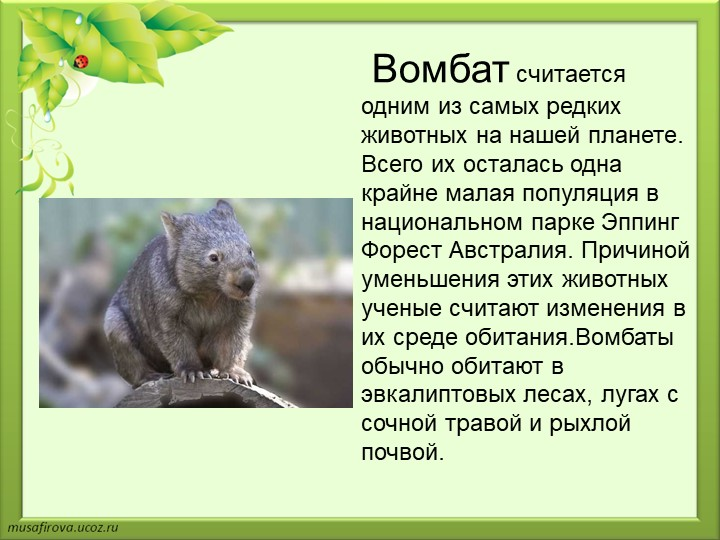 Вомбат считается
одним из самых редких
животных на нашей планете.
Всего их осталась одна
крайне малая популяция в
национальном парке Эппинг
Форест Австралия. Причиной
уменьшения этих животных
ученые считают изменения в
их среде обитания.Вомбаты
обычно обитают в
эвкалиптовых лесах, лугах с
сочной травой и рыхлой
почвой.
musafirova.ucoz.ru